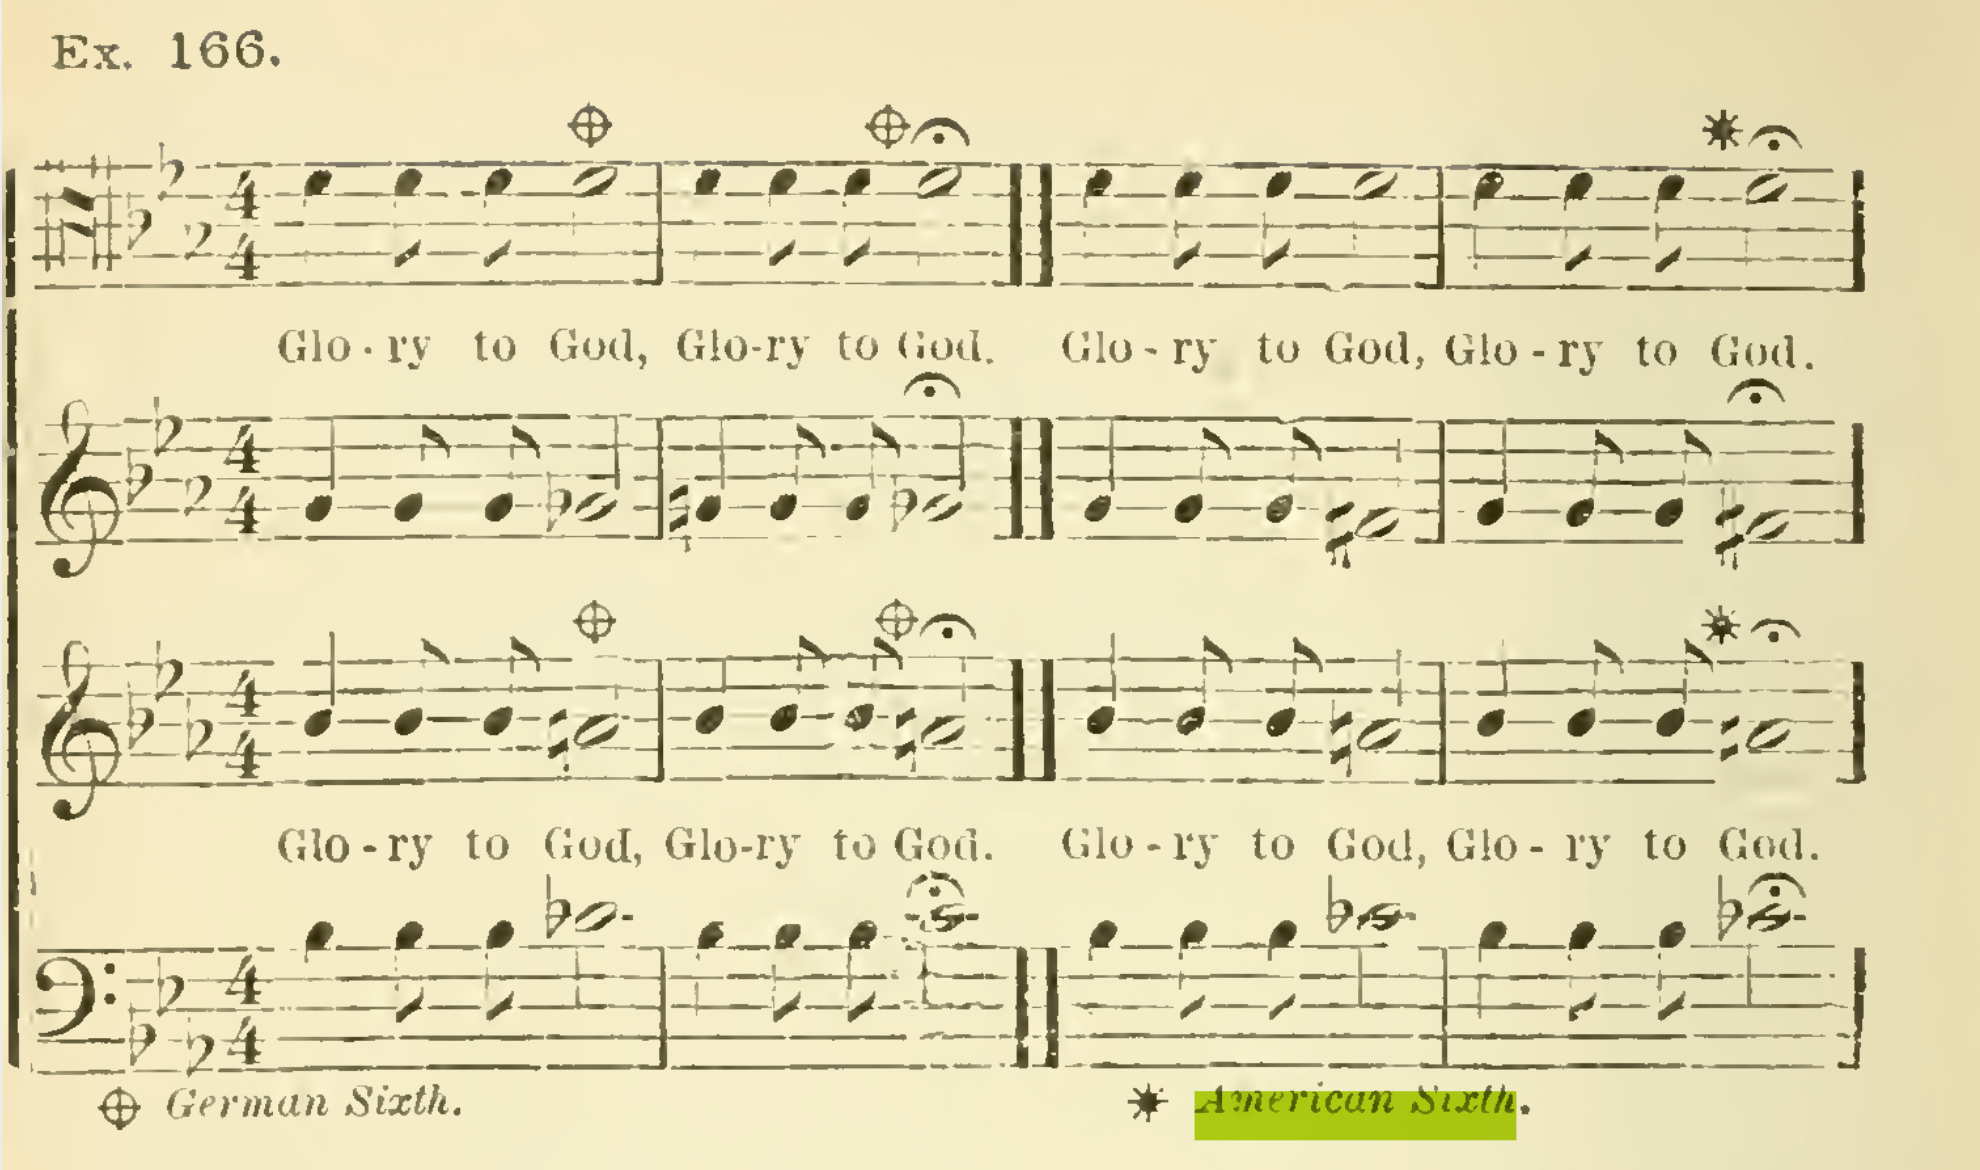 Ex. 166.
Glo - ry to God, Glo-ry to God. Glo - ry to God, Glo - ry to God.
Glo - ry to God, Glo-ry to God. Glo - ry to God, Glo - ry to God.
German Sixth. American Sixth.